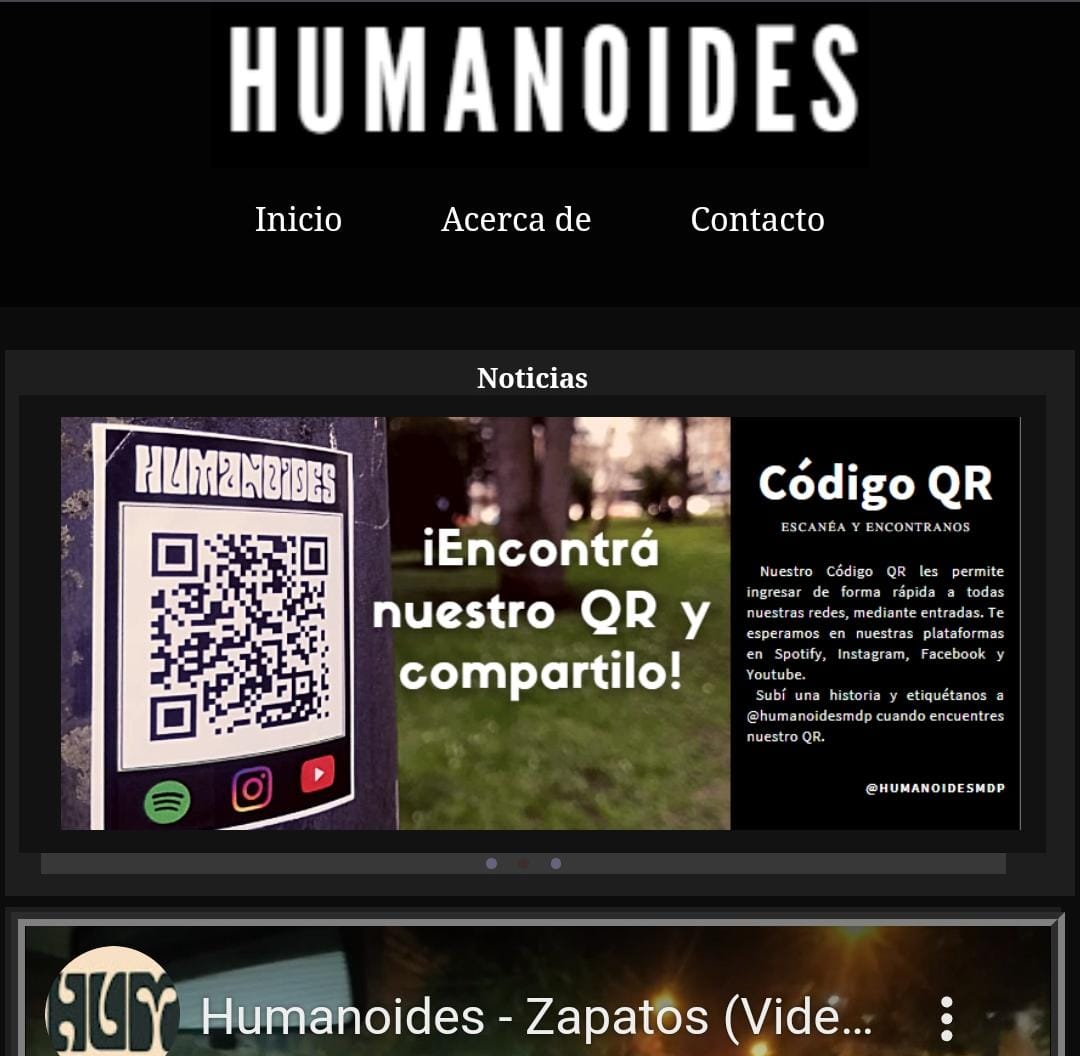 HUMANOIDES
Inicio Acerca de Contacto
Noticias
HUMANOIDES
¡Encontrá
nuestro QR y
compartilo!
Código QR
ESCANÉA Y ENCONTRANOS
Nuestro Código QR les permite
ingresar de forma rápida a todas
nuestras redes, mediante entradas. Te
esperamos en nuestras plataformas
en Spotify, Instagram, Facebook y
Youtube.
Subí una historia y etiquétanos a
@humanoidesmdp cuando encuentres
nuestro QR.
@HUMANOIDESMDP
HUM
Humanoides - Zapatos (Vide...